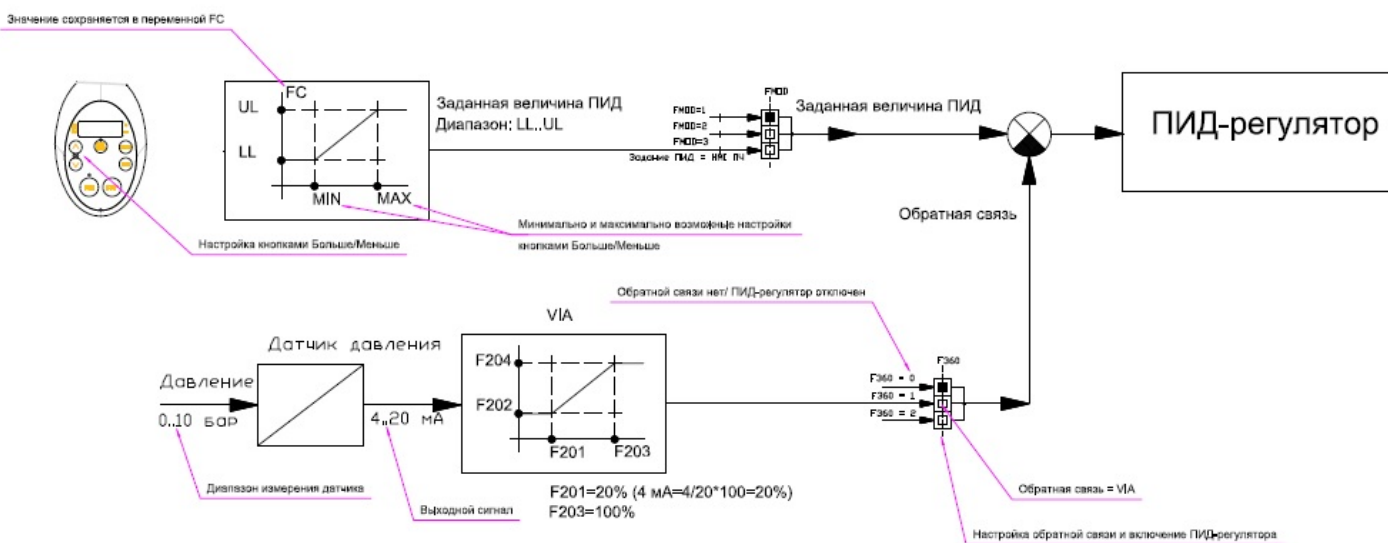 Значение сохраняется в переменной FC
FC
UL
LL
MIN
MAX
Заданная величина ПИД
Диапазон: LL..UL
FMOD
FMOD=1
FMOD=2
FMOD=3
Задание ПИД = HMI ПЧ
Заданная величина ПИД
ПИД-регулятор
Обратная связь
Минимально и максимально возможные настройки
кнопками Больше/Меньше
Настройка кнопками Больше/Меньше
Обратной связи нет/ ПИД-регулятор отключен
VIA
Датчик давления
Давление
0..10 Бар
4..20 мА
F204
F202
F201
F203
F360
F360 = 0
F360 = 1
F360 = 2
Диапазон измерения датчика
Выходной сигнал
F201=20% (4 мА=4/20*100=20%)
F203=100%
Обратная связь = VIA
Настройка обратной связи и включение ПИД-регулятора